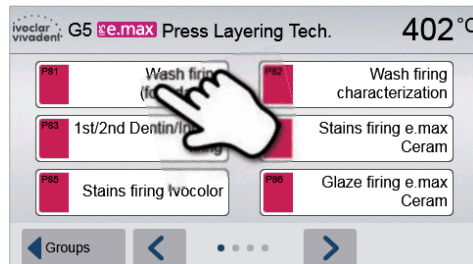 ivoclar
vivadent
G5 IPS e.max Press Layering Tech.
402°C
P81
Wash firing
P82
Wash firing
characterization
P83
1st/2nd Dentin/In
Stains firing e.max
Ceram
P85
Stains firing Ivocolor
P86
Glaze firing e.max
Ceram
Groups